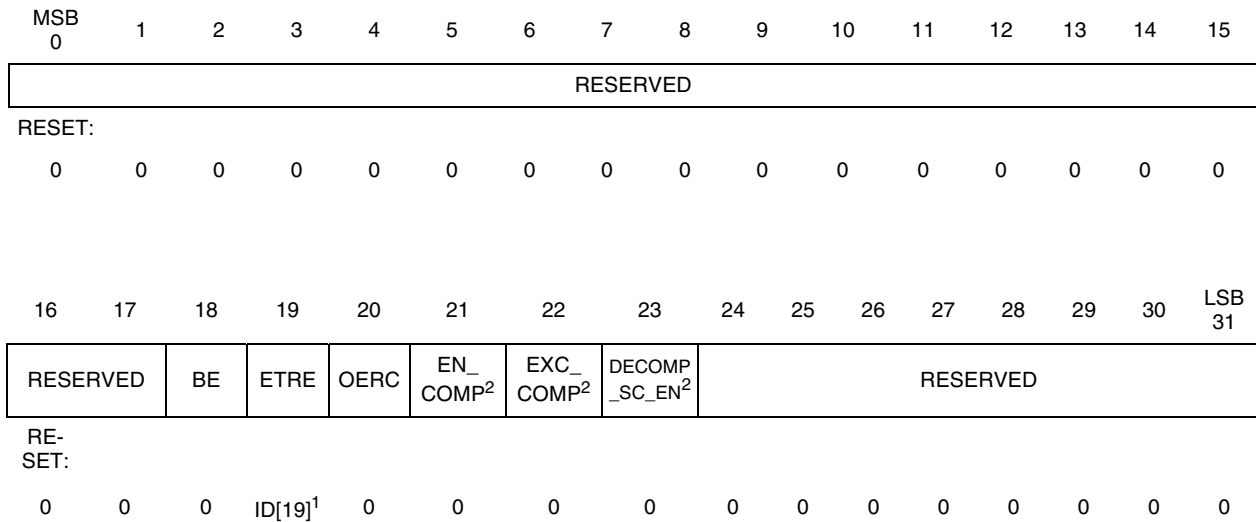 MSB
0 1 2 3 4 5 6 7 8 9 10 11 12 13 14 15
RESERVED
RESET:
0 0 0 0 0 0 0 0 0 0 0 0 0 0 0 0
16 17 18 19 20 21 22 23 24 25 26 27 28 29 30 LSB
31
RESERVED BE ETRE OERC EN_
COMP2 EXC_
COMP2 DECOMP
_SC_EN2 RESERVED
RE-
SET:
0 0 0 ID[19]1 0 0 0 0 0 0 0 0 0 0 0 0